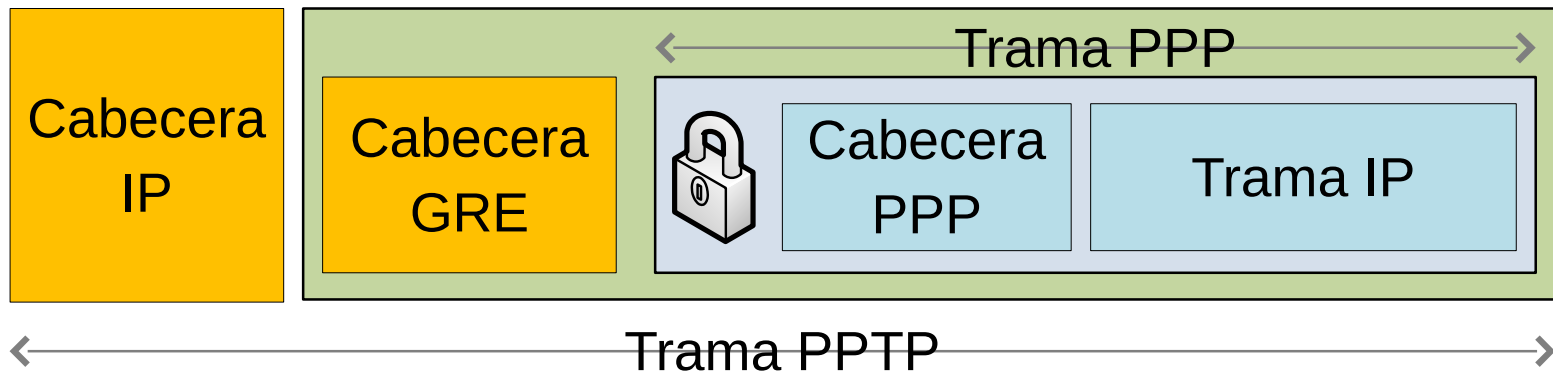 Trama PPP
Cabecera
IP
Cabecera
GRE
Cabecera
PPP
Trama IP
Trama PPTP